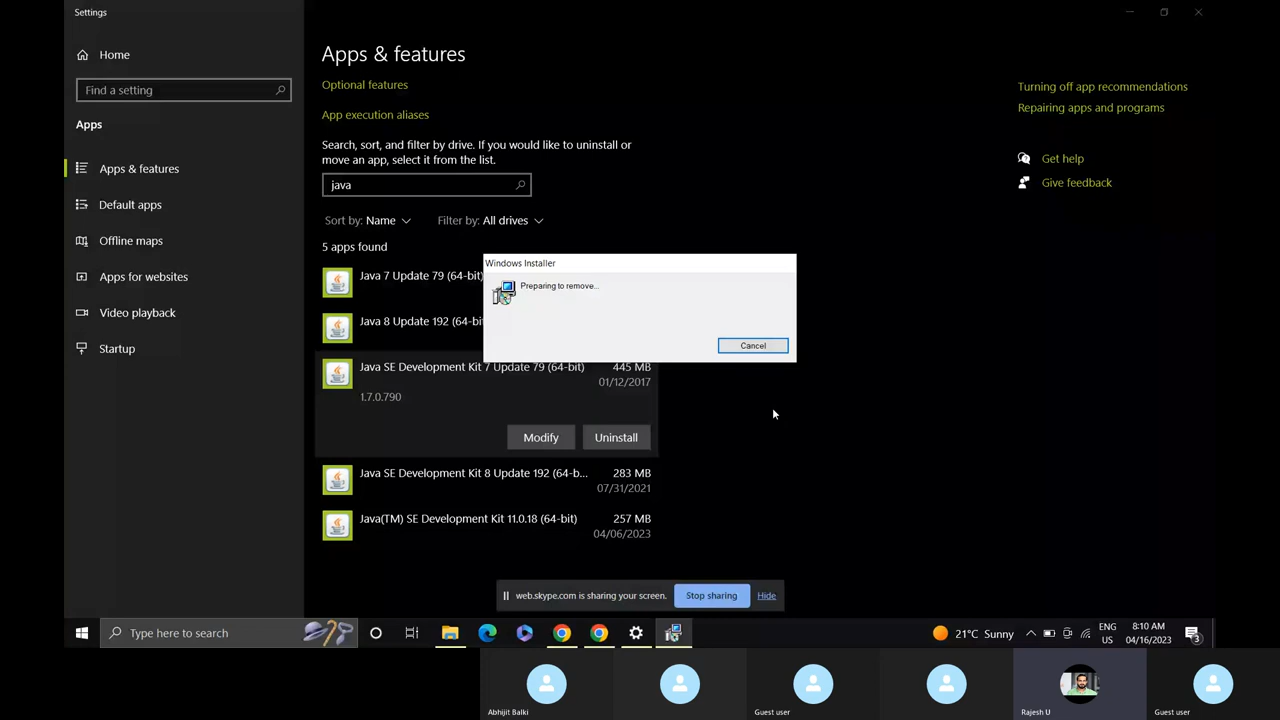 Settings
Home
Find a setting
Apps
Apps & features
Default apps
Offline maps
Apps for websites
Video playback
Startup
Apps & features
Optional features
App execution aliases
Search, sort, and filter by drive. If you would like to uninstall or
move an app, select it from the list.
java
Sort by: Name
Filter by: All drives
5 apps found
Java 7 Update 79 (64-bit)
Java 8 Update 192 (64-bi
Java SE Development Kit 7 Update 79 (64-bit)
445 MB
01/12/2017
1.7.0.790
Modify
Uninstall
Java SE Development Kit 8 Update 192 (64-b...
283 MB
07/31/2021
Java(TM) SE Development Kit 11.0.18 (64-bit)
257 MB
04/06/2023
Windows Installer
Preparing to remove...
Cancel
Turning off app recommendations
Repairing apps and programs
Get help
Give feedback
web.skype.com is sharing your screen.
Stop sharing
Hide
Type here to search
21°C Sunny
ENG
US
8:10 AM
04/16/2023
3
Abhijit Balki
Guest user
Rajesh U
Guest user